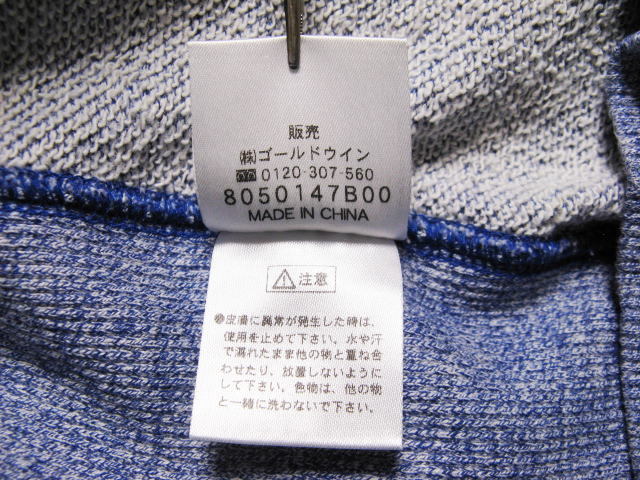 販売
㈱ゴールドウイン
☎0120-307-560
8050147B00
MADE IN CHINA
⚠注意
●皮膚に異常が発生した時は、
使用を止めて下さい。水や汗
で濡れたまま他の物と重ね合
わせたり、放置しないように
して下さい。色物は、他の物
と一緒に洗わないで下さい。